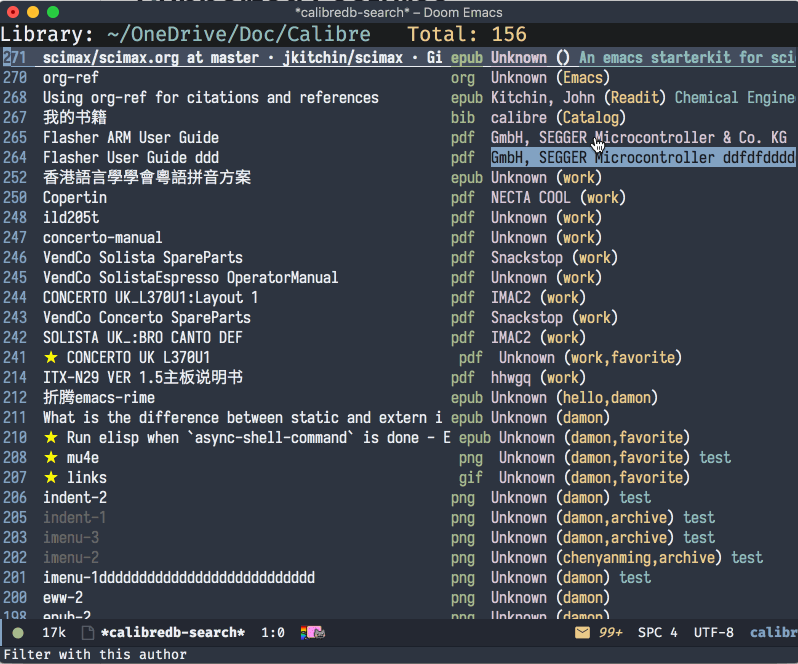 *calibredb-search* – Doom Emacs
Library: ~/OneDrive/Doc/Calibre Total: 156
271 scimax/scimax.org at master · jkitchin/scimax · Gi epub Unknown () An emacs starterkit for sci
270 org-ref org Unknown (Emacs)
268 Using org-ref for citations and references epub Kitchin, John (Readit) Chemical Enginee
267 我的书籍 bib calibre (Catalog)
265 Flasher ARM User Guide pdf GmbH, SEGGER Microcontroller & Co. KG
264 Flasher User Guide ddd pdf GmbH, SEGGER Microcontroller ddfdfdddd
252 香港語言學學會粵語拼音方案 epub Unknown (work)
250 Copertin pdf NECTA COOL (work)
248 ild205t pdf Unknown (work)
247 concerto-manual pdf Unknown (work)
246 VendCo Solista SpareParts pdf Snackstop (work)
245 VendCo SolistaEspresso OperatorManual pdf Unknown (work)
244 CONCERTO UK_L370U1:Layout 1 pdf IMAC2 (work)
243 VendCo Concerto SpareParts pdf Snackstop (work)
242 SOLISTA UK_:BRO CANTO DEF pdf IMAC2 (work)
241 ★ CONCERTO UK L370U1 pdf Unknown (work,favorite)
214 ITX-N29 VER 1.5主板说明书 pdf hhwgq (work)
212 折腾emacs-rime epub Unknown (hello,damon)
211 What is the difference between static and extern i epub Unknown (damon)
210 ★ Run elisp when `async-shell-command` is done - E epub Unknown (damon,favorite)
208 ★ mu4e png Unknown (damon,favorite) test
207 ★ links gif Unknown (damon,favorite)
206 indent-2 png Unknown (damon) test
205 indent-1 png Unknown (damon,archive) test
203 imenu-3 png Unknown (damon,archive) test
202 imenu-2 png Unknown (chenyanming,archive) test
201 imenu-1ddddddddddddddddddddddddddd png Unknown (damon) test
200 eww-2 png Unknown (damon)
198 epub-2 png Unknown (damon)
17k *calibredb-search* 1:0 99+ SPC 4 UTF-8 calibr
Filter with this author